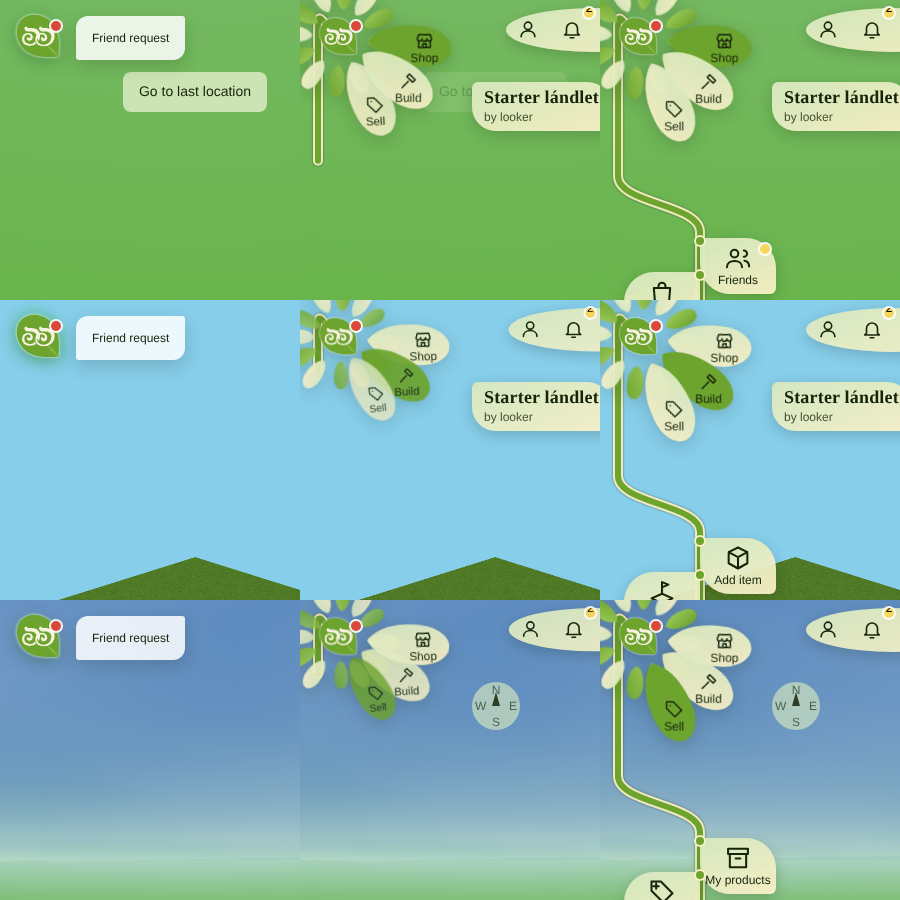 Friend request
Go to last location
Shop
Build
Sell
Go to
Starter lándlet
by looker
Shop
Build
Sell
Starter lándlet
by looker
Friends
Friend request
Shop
Build
Sell
Starter lándlet
by looker
Shop
Build
Sell
Starter lándlet
by looker
Add item
Friend request
Shop
Build
Sell
N
W E
S
Shop
Build
Sell
N
W E
S
My products